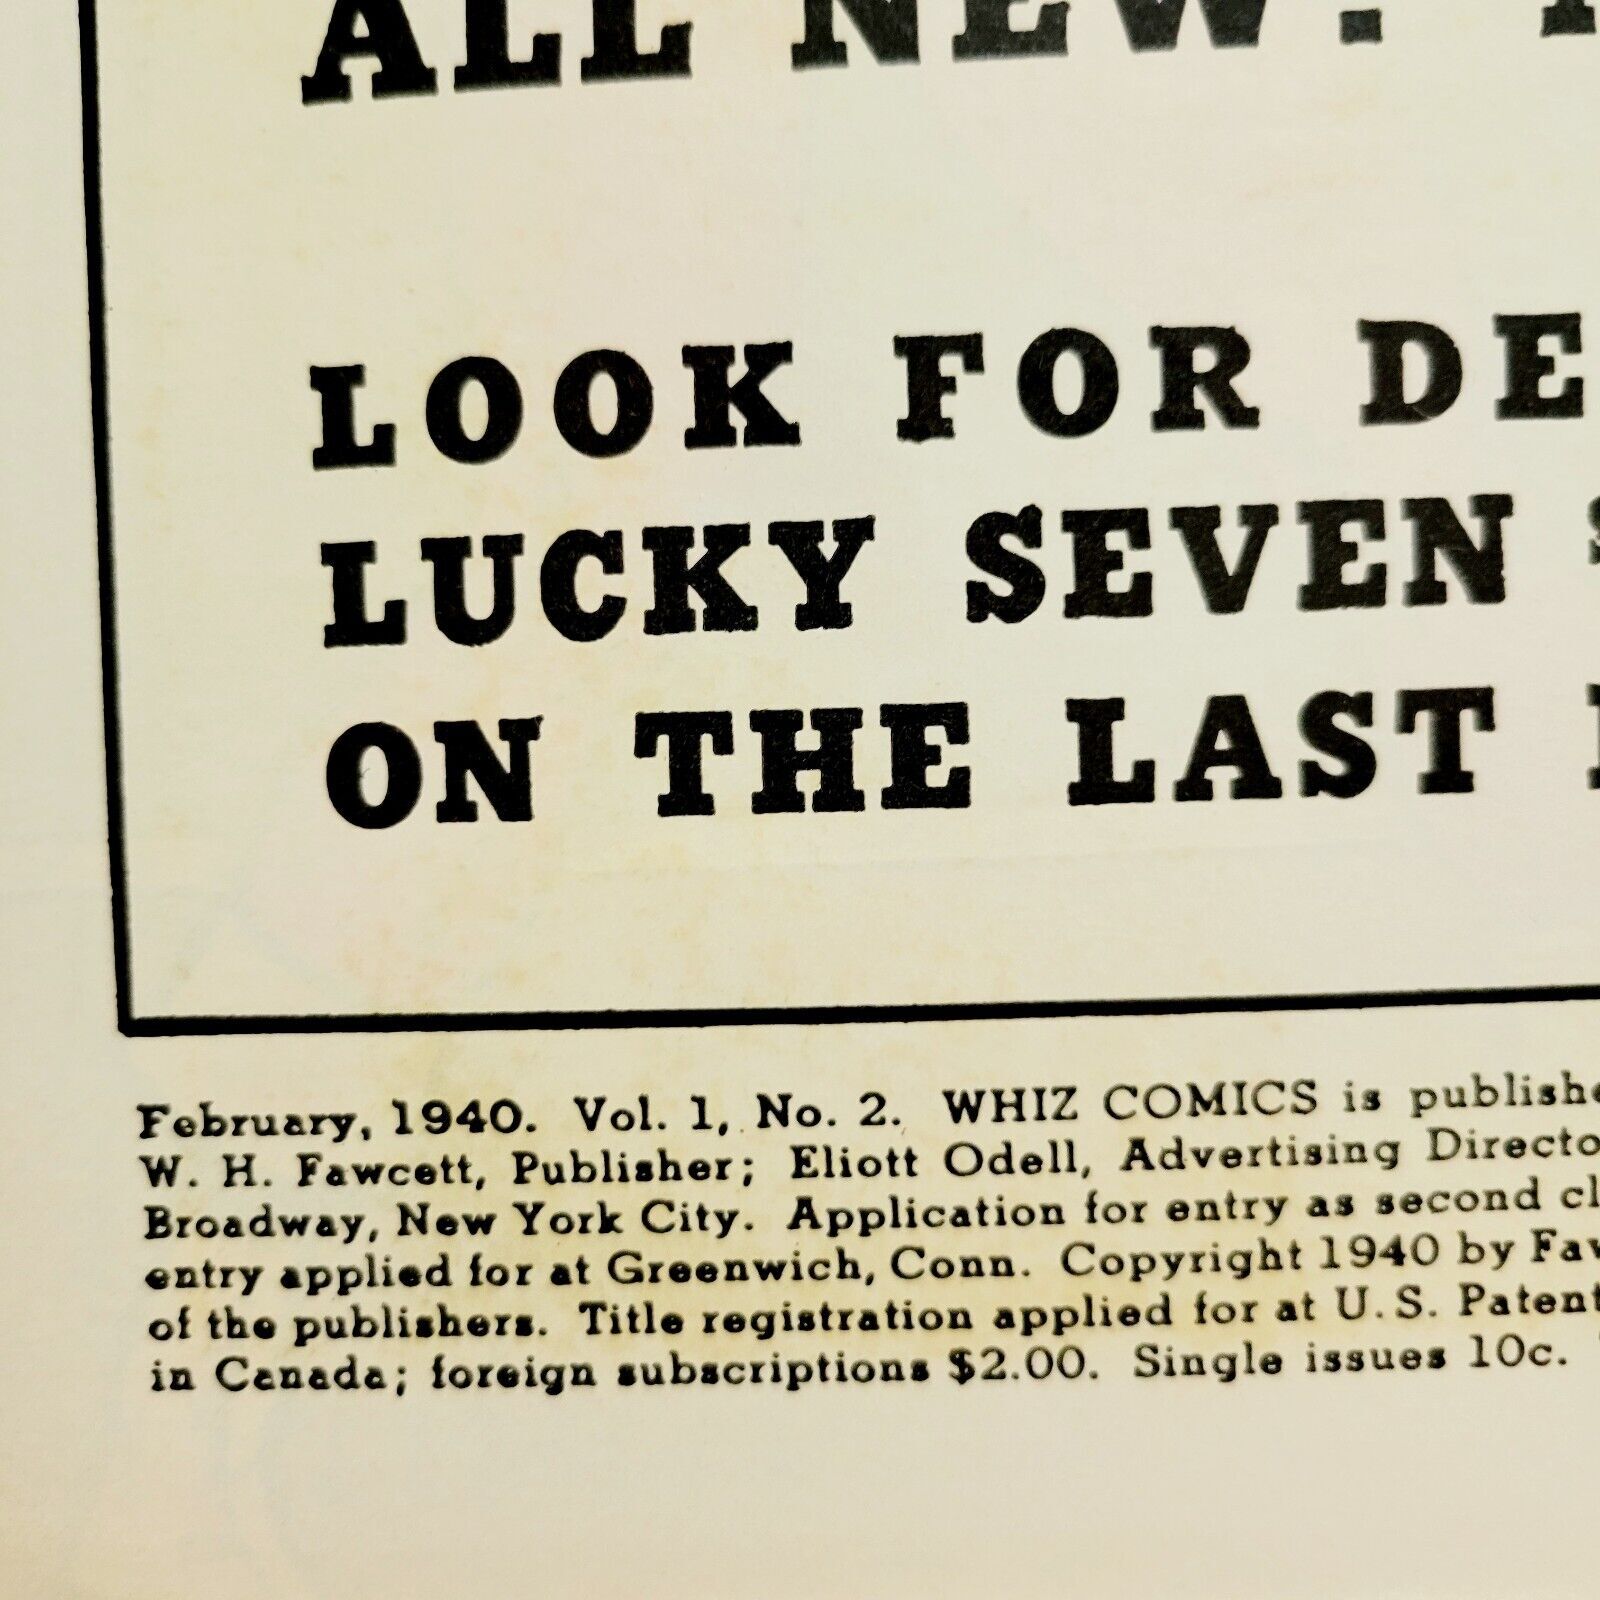 ALL NEW!
LOOK FOR DE
LUCKY SEVEN
ON THE LAST
February, 1940. Vol. 1, No. 2. WHIZ COMICS is publishe
W. H. Fawcett, Publisher; Eliott Odell, Advertising Directo
Broadway, New York City. Application for entry as second cl
entry applied for at Greenwich, Conn. Copyright 1940 by Faw
of the publishers. Title registration applied for at U.S. Patent
in Canada; foreign subscriptions $2.00. Single issues 10c.